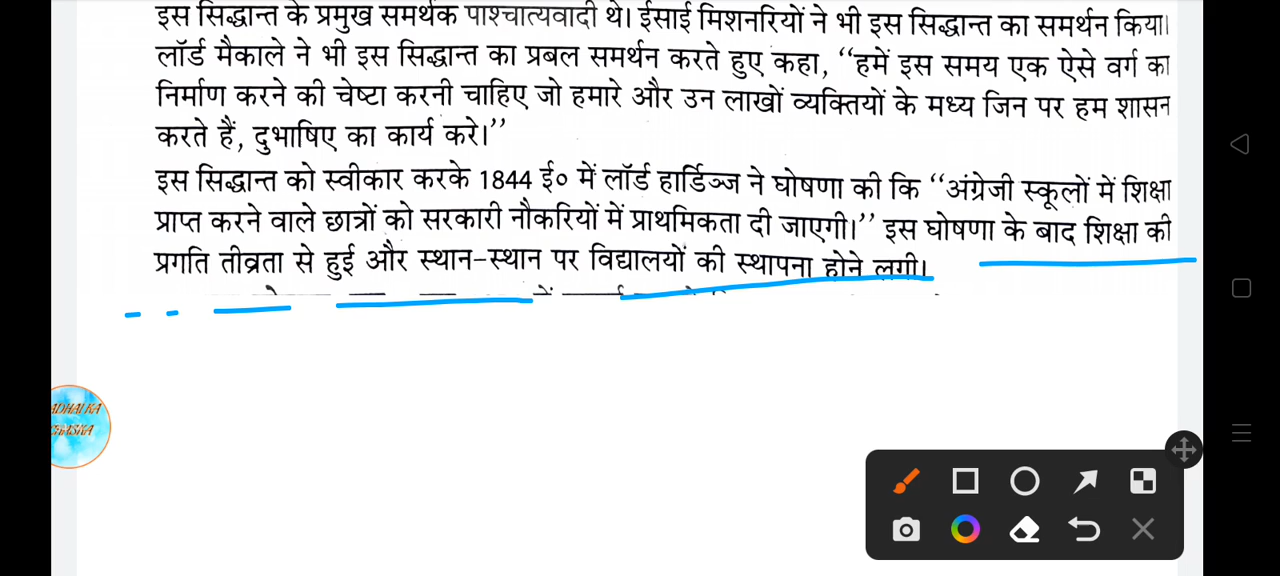 इस सिद्धान्त के प्रमुख समर्थक पाश्चात्यवादी थे। ईसाई मिशनरियों ने भी इस सिद्धान्त का समर्थन किया।
लॉर्ड मैकाले ने भी इस सिद्धान्त का प्रबल समर्थन करते हुए कहा, ‘‘हमें इस समय एक ऐसे वर्ग का
निर्माण करने की चेष्टा करनी चाहिए जो हमारे और उन लाखों व्यक्तियों के मध्य जिन पर हम शासन
करते हैं, दुभाषिए का कार्य करे।’’
इस सिद्धान्त को स्वीकार करके 1844 ई० में लॉर्ड हार्डिञ्ज ने घोषणा की कि ‘‘अंग्रेजी स्कूलों में शिक्षा
प्राप्त करने वाले छात्रों को सरकारी नौकरियों में प्राथमिकता दी जाएगी।’’ इस घोषणा के बाद शिक्षा की
प्रगति तीव्रता से हुई और स्थान-स्थान पर विद्यालयों की स्थापना होने लगी।